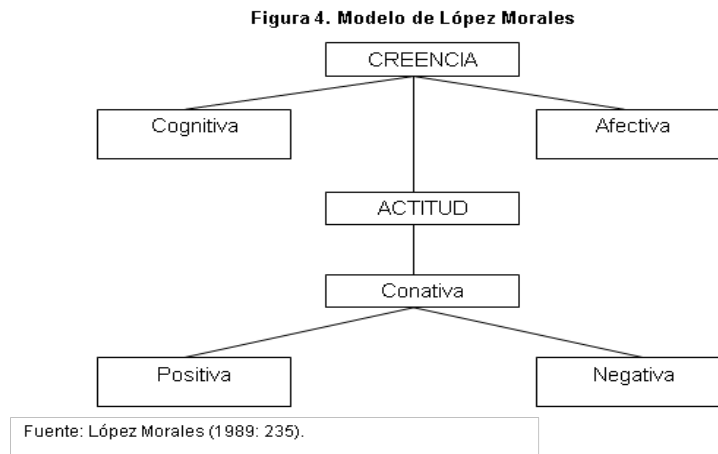 Figura 4. Modelo de López Morales
CREENCIA
Cognitiva
Afectiva
ACTITUD
Conativa
Positiva
Negativa
Fuente: López Morales (1989: 235).